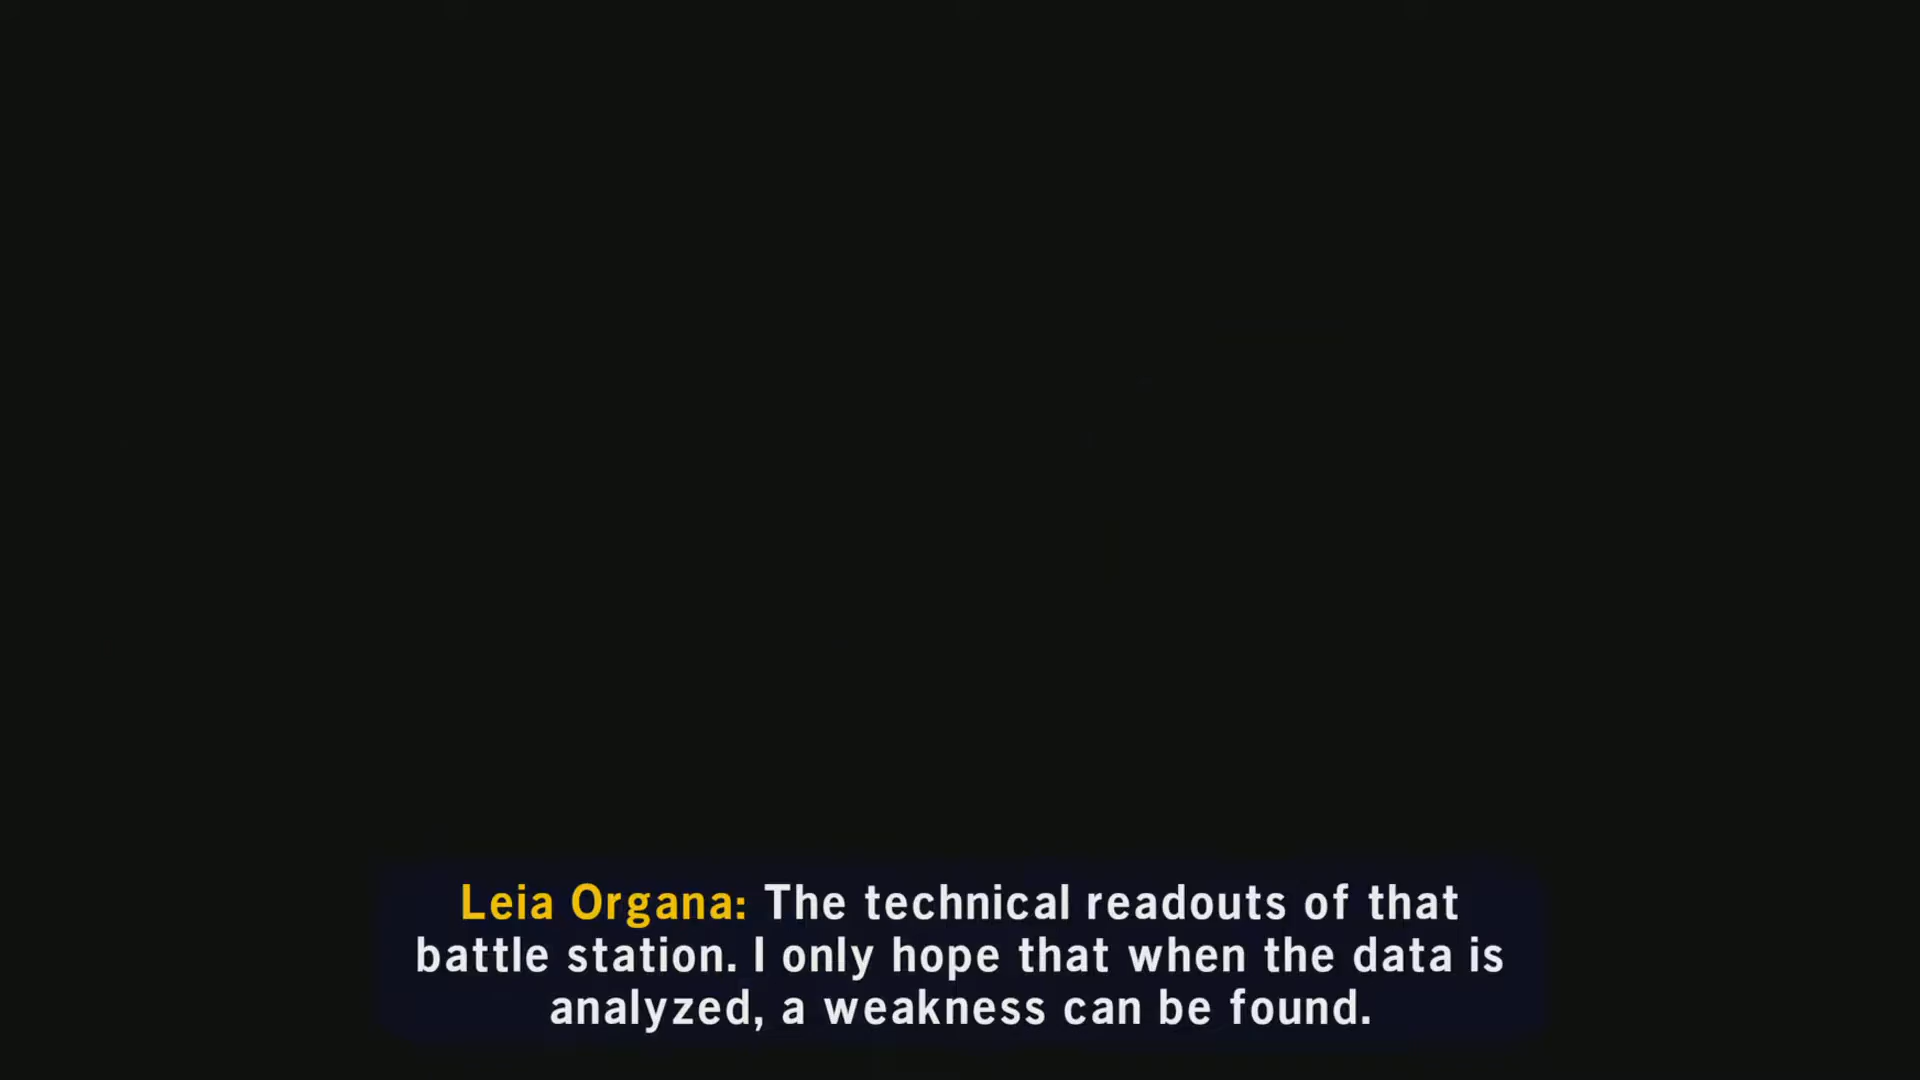 Leia Organa: The technical readouts of that
battle station. I only hope that when the data is
analyzed, a weakness can be found.